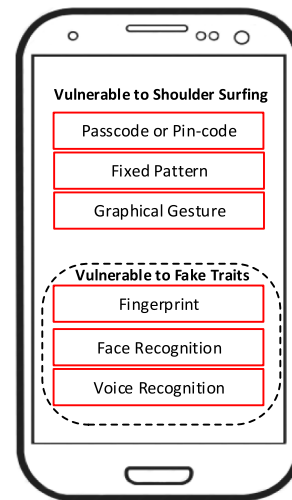 Vulnerable to Shoulder Surfing
Passcode or Pin-code
Fixed Pattern
Graphical Gesture
Vulnerable to Fake Traits
Fingerprint
Face Recognition
Voice Recognition